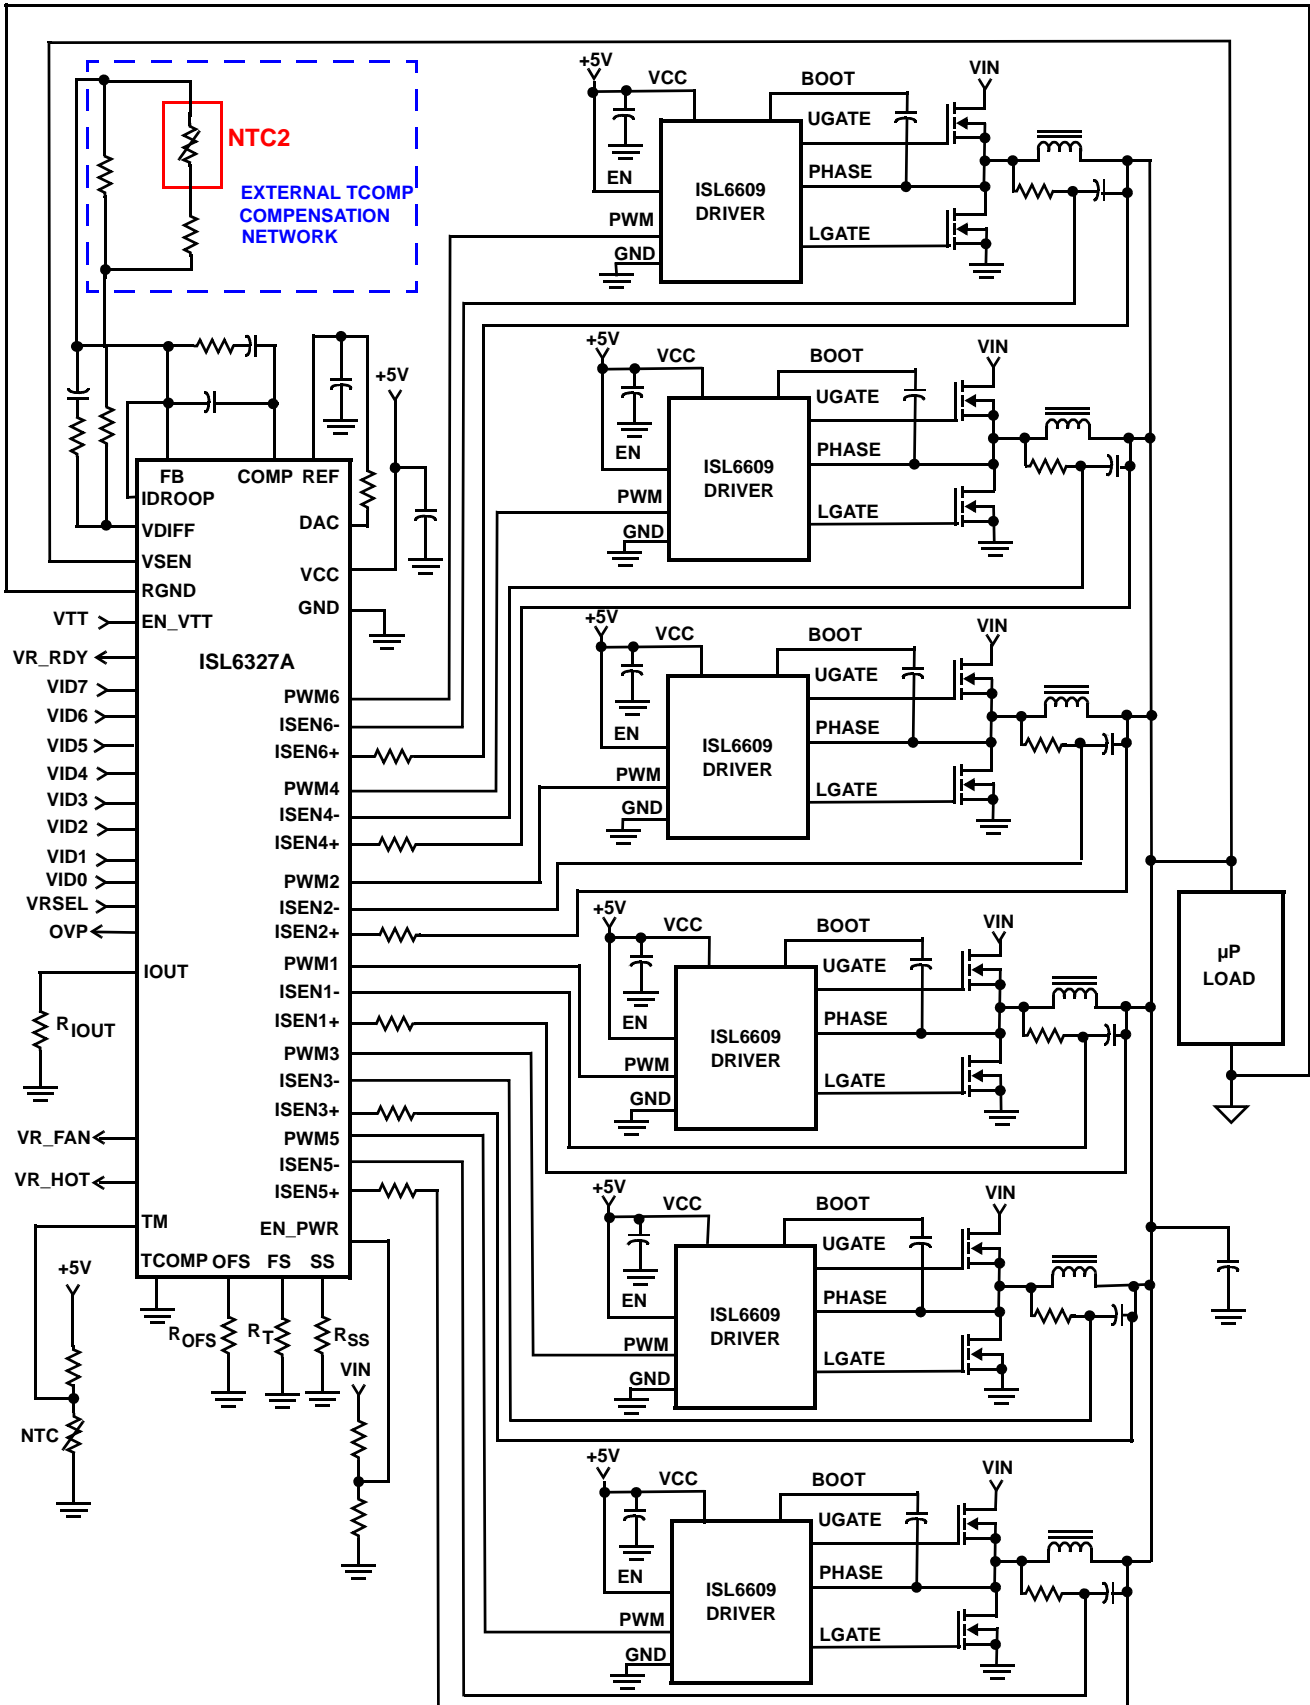 NTC2
EXTERNAL TCOMP
COMPENSATION
NETWORK
+5V
FB
COMP
REF
IDROOP
VDIFF
DAC
VSEN
VCC
RGND
GND
VTT
EN_VTT
VR_RDY
ISL6327A
VID7
VID6
VID5
VID4
VID3
VID2
VID1
VID0
VRSEL
OVP
PWM6
ISEN6-
ISEN6+
PWM4
ISEN4-
ISEN4+
PWM2
ISEN2-
ISEN2+
PWM1
ISEN1-
ISEN1+
PWM3
ISEN3-
ISEN3+
PWM5
ISEN5-
ISEN5+
EN_PWR
IOUT
RIOUT
VR_FAN
VR_HOT
TM
TCOMP
OFS
FS
SS
+5V
NTC
ROFS
RT
RSS
VIN
+5V
VCC
BOOT
VIN
UGATE
EN
PHASE
ISL6609
DRIVER
PWM
LGATE
GND
+5V
VCC
BOOT
VIN
UGATE
EN
PHASE
ISL6609
DRIVER
PWM
LGATE
GND
+5V
VCC
BOOT
VIN
UGATE
EN
PHASE
ISL6609
DRIVER
PWM
LGATE
GND
+5V
VCC
BOOT
VIN
UGATE
EN
PHASE
ISL6609
DRIVER
PWM
LGATE
GND
+5V
VCC
BOOT
VIN
UGATE
EN
PHASE
ISL6609
DRIVER
PWM
LGATE
GND
+5V
VCC
BOOT
VIN
UGATE
EN
PHASE
ISL6609
DRIVER
PWM
LGATE
GND
µP
LOAD